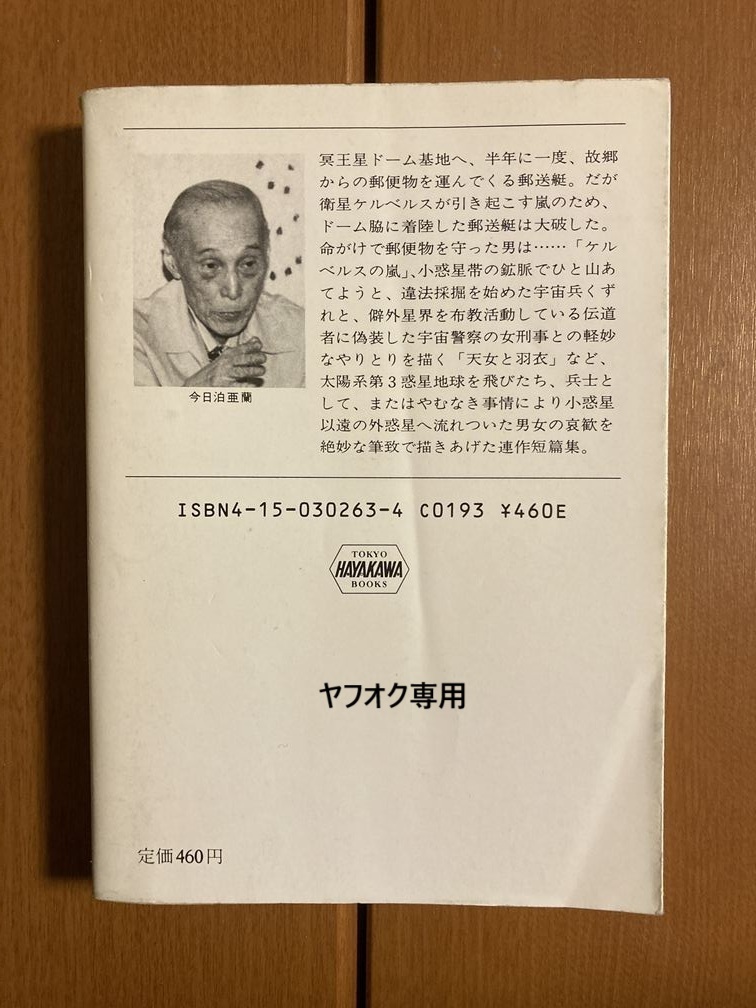 冥王星ドーム基地へ、半年に一度、故郷
からの郵便物を運んでくる郵送艇。だが
衛星ケルベルスが引き起こす嵐のため、
ドーム脇に着陸した郵送艇は大破した。
命がけで郵便物を守った男は……「ケル
ベルスの嵐」、小惑星帯の鉱脈でひと山あ
てようと、違法採掘を始めた宇宙兵くず
れと、僻外星界を布教活動している伝道
者に偽装した宇宙警察の女刑事との軽妙
なやりとりを描く「天女と羽衣」など、
太陽系第3惑星地球を飛びたち、兵士と
して、またはやむなき事情により小惑星
以遠の外惑星へ流れついた男女の哀歓を
絶妙な筆致で描きあげた連作短篇集。
今日泊亜蘭
ISBN4-15-030263-4 C0193 ¥460E
TOKYO
HAYAKAWA
BOOKS
ヤフオク専用
定価460円